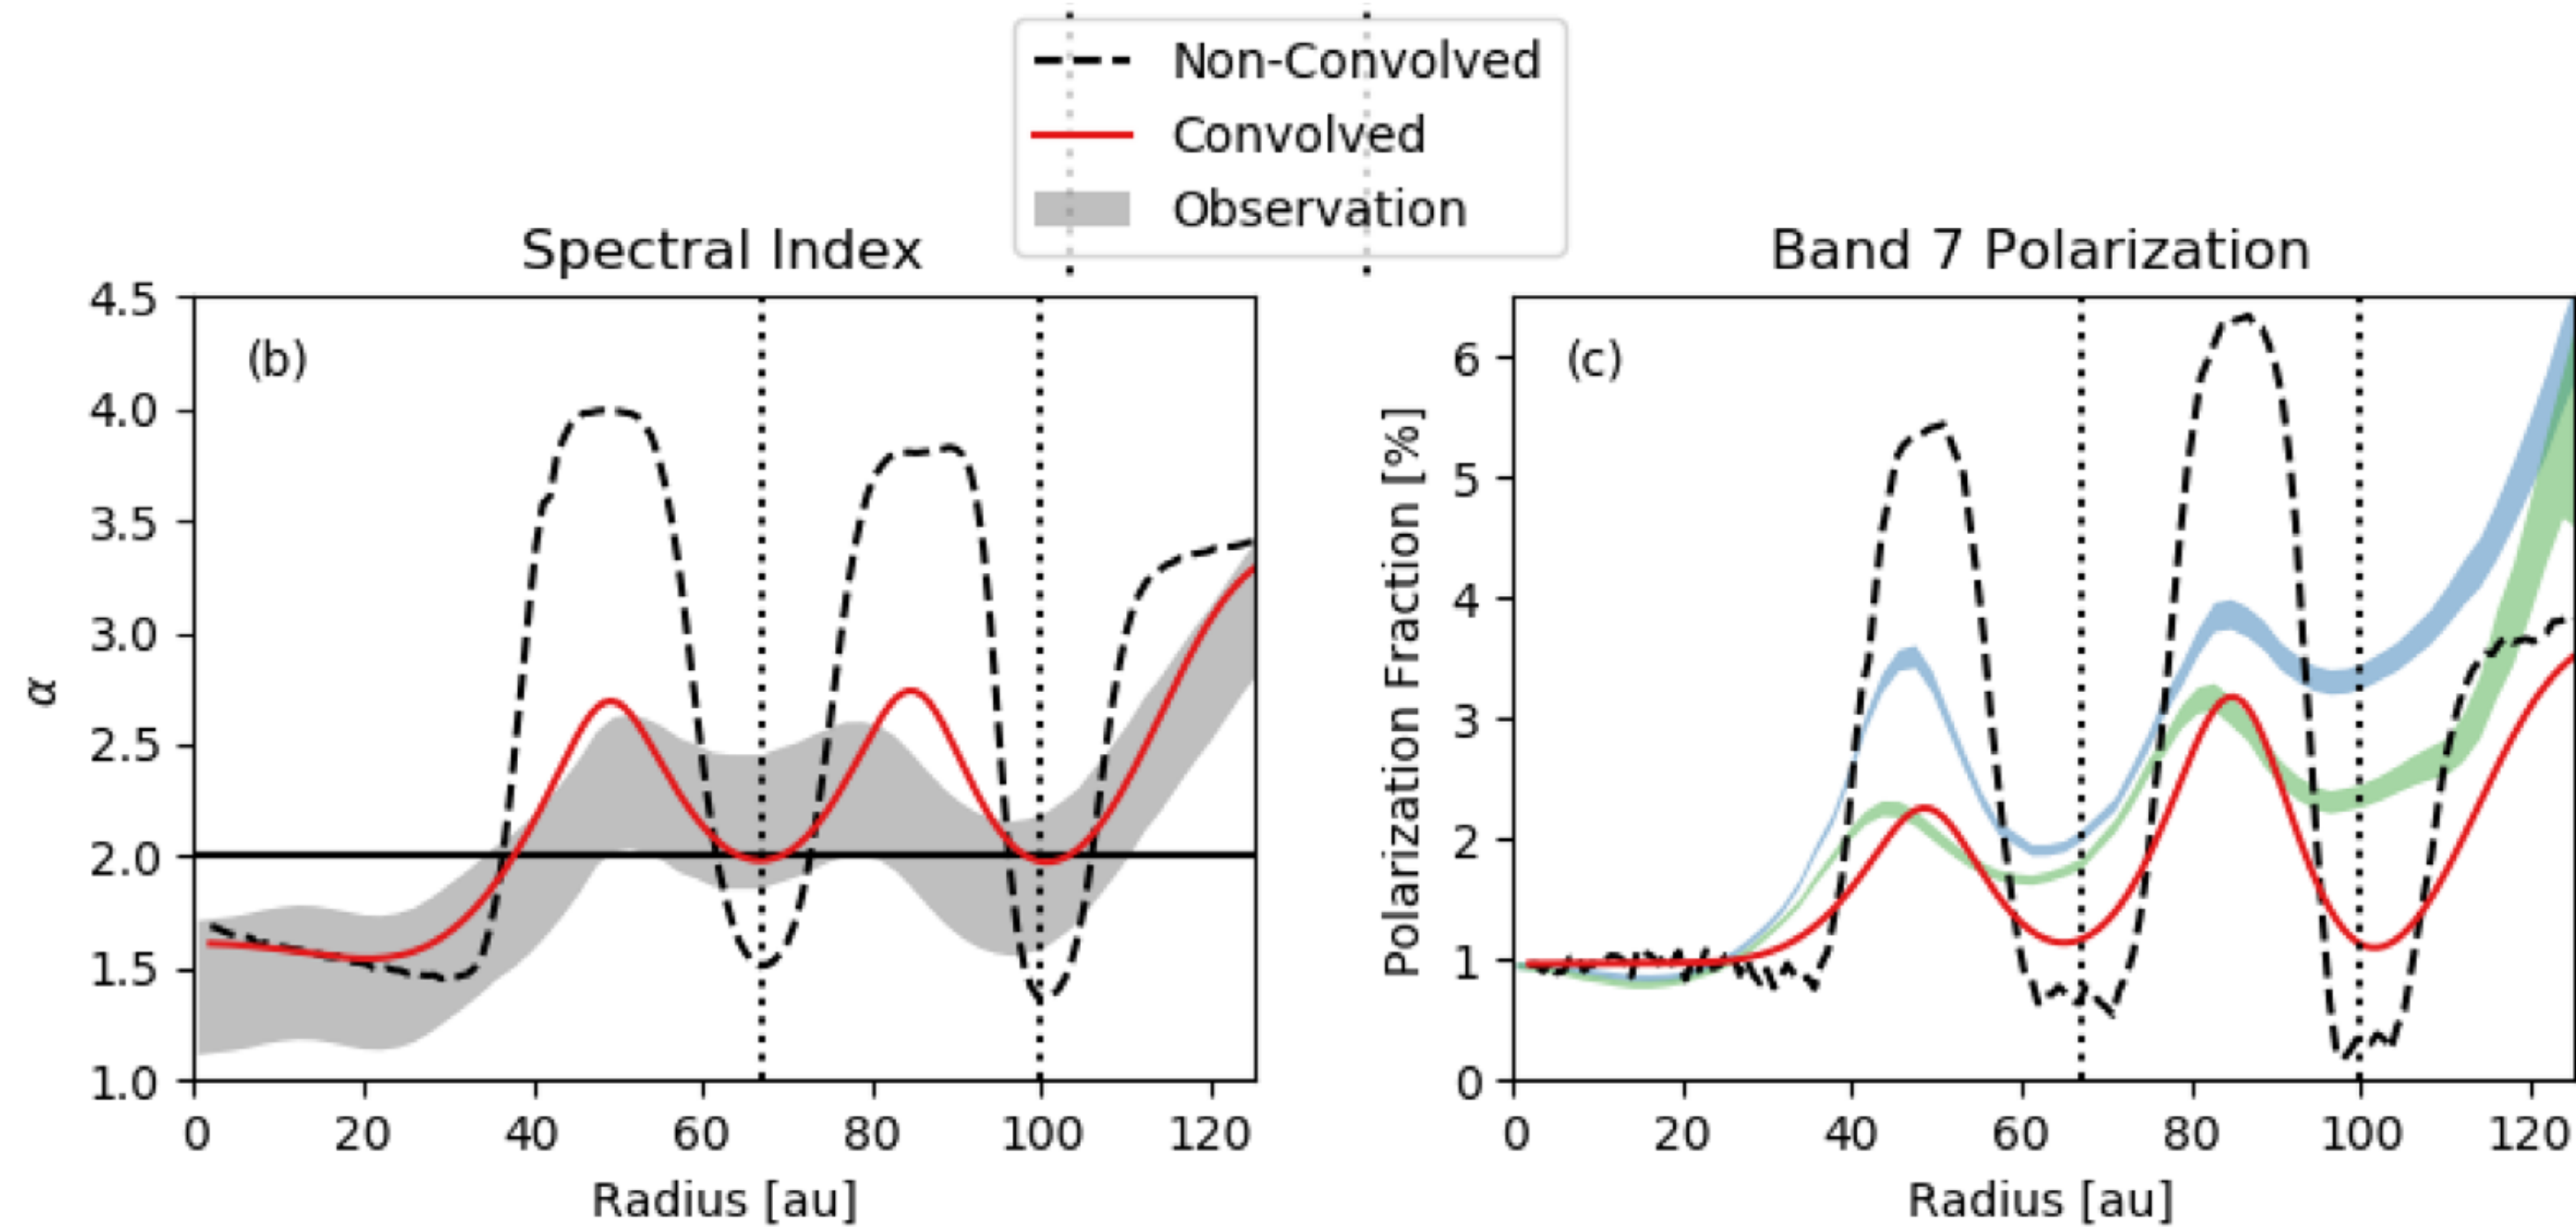 Non-Convolved
Convolved
Observation
Spectral Index
Band 7 Polarization
(b)
4.5
4.0
3.5
3.0
2.5
2.0
1.5
1.0
α
0 20 40 60 80 100 120
Radius [au]
(c)
6
5
4
3
2
1
0
Polarization Fraction [%]
0 20 40 60 80 100 120
Radius [au]